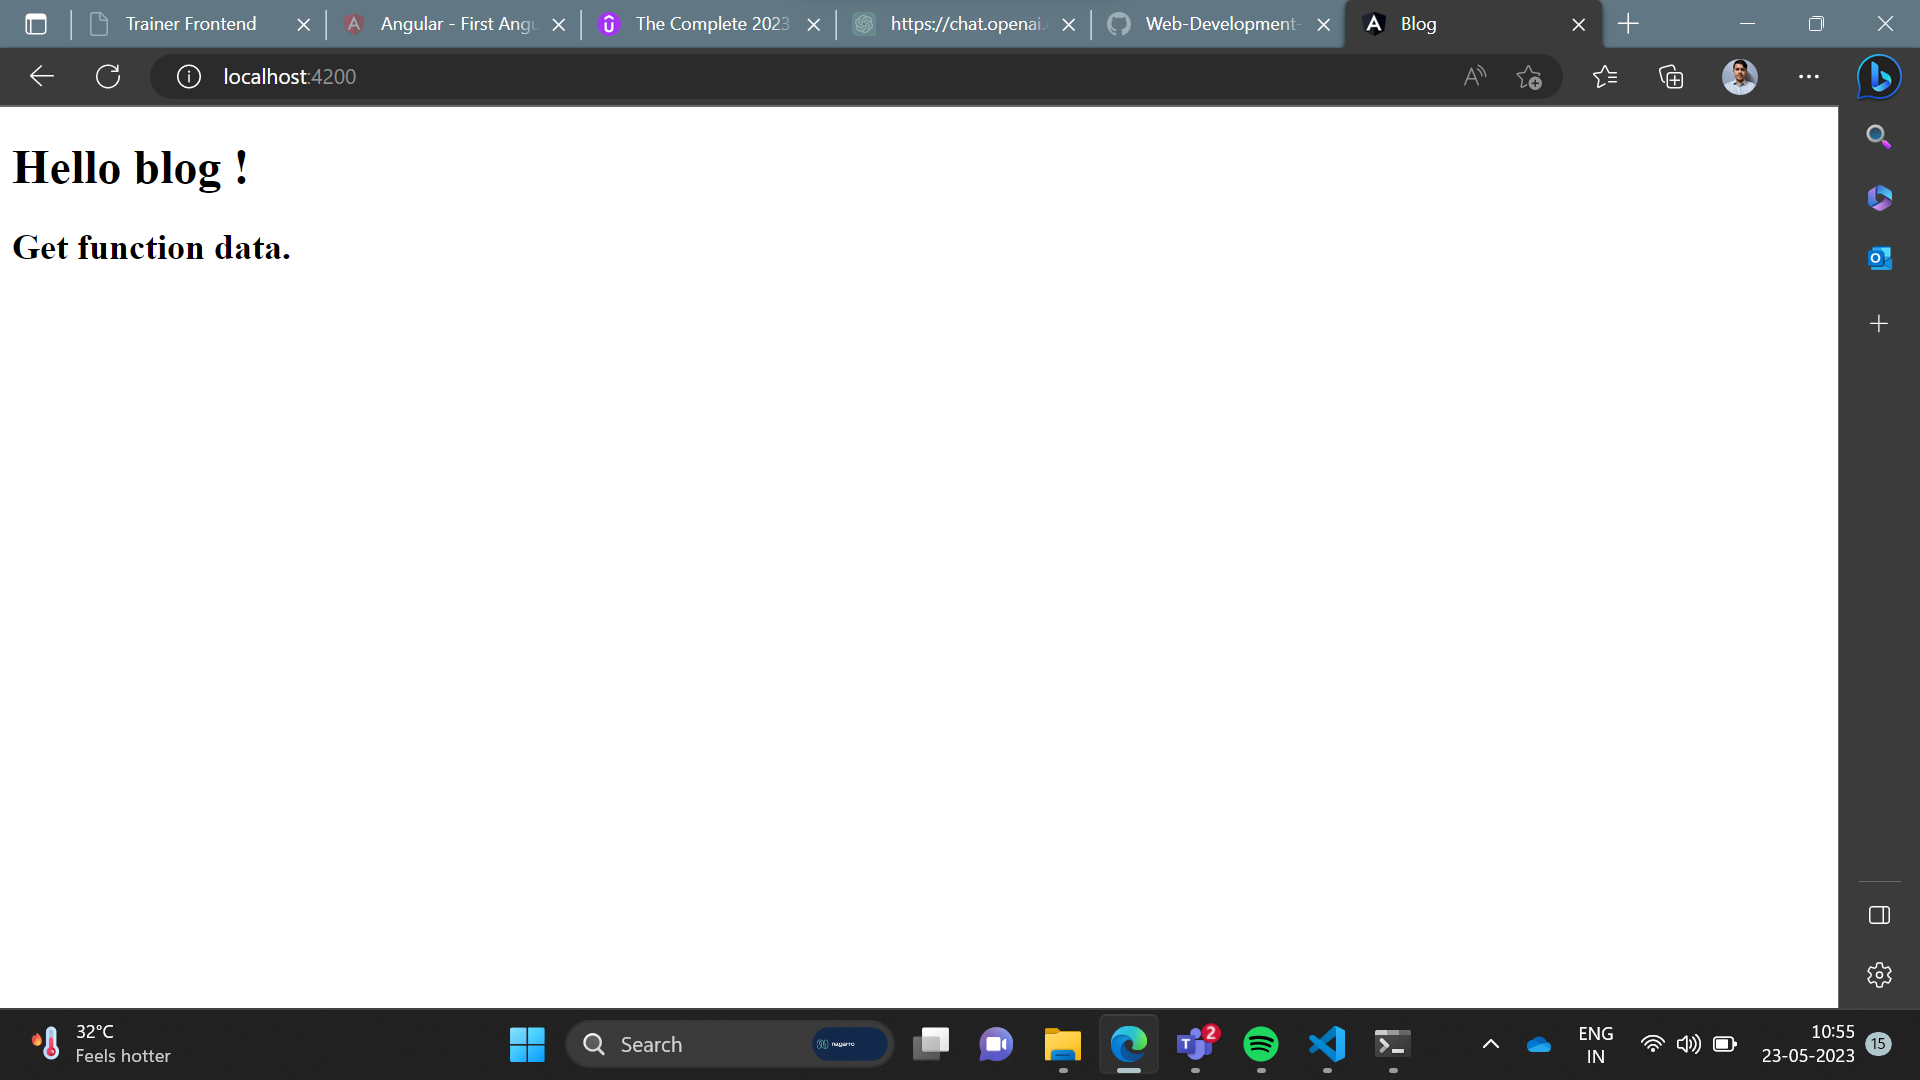 Trainer Frontend
Angular - First Angu
The Complete 2023
https://chat.openai.
Web-Development-
Blog
localhost:4200
Hello blog !
Get function data.
32°C
Feels hotter
Search
nagarro
2
ENG
IN
10:55
23-05-2023
15